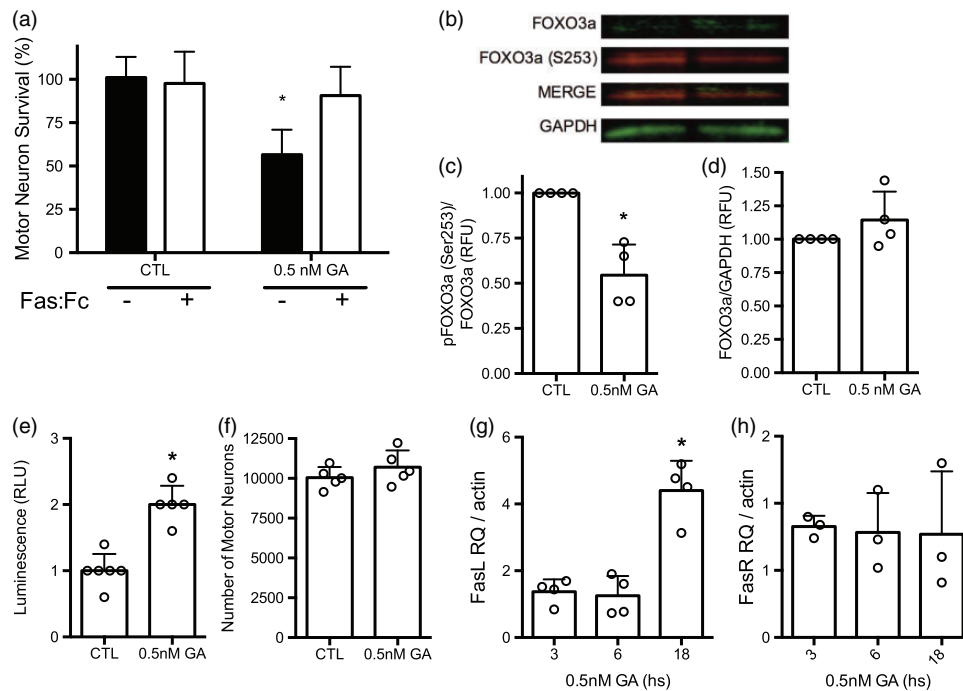 (a)
Motor Neuron Survival (%)
100
75
50
25
0
CTL
0.5 nM GA
*
Fas:Fc
- + - +
(b)
FOXO3a
FOXO3a (S253)
MERGE
GAPDH
(c)
pFOXO3a (Ser253)/
FOXO3a (RFU)
1.00
0.75
0.50
0.25
0.00
*
CTL
0.5nM GA
(d)
FOXO3a/GAPDH (RFU)
1.50
1.25
1.00
0.75
0.50
0.25
0.00
CTL
0.5 nM GA
(e)
Luminescence (RLU)
3
2
1
0
*
CTL
0.5nM GA
(f)
Number of Motor Neurons
12500
10000
7500
5000
2500
0
CTL
0.5nM GA
(g)
FasL RQ / actin
6
4
2
0
*
3
6
18
0.5nM GA (hs)
(h)
FasR RQ / actin
2
1
1
0
3
6
18
0.5nM GA (hs)